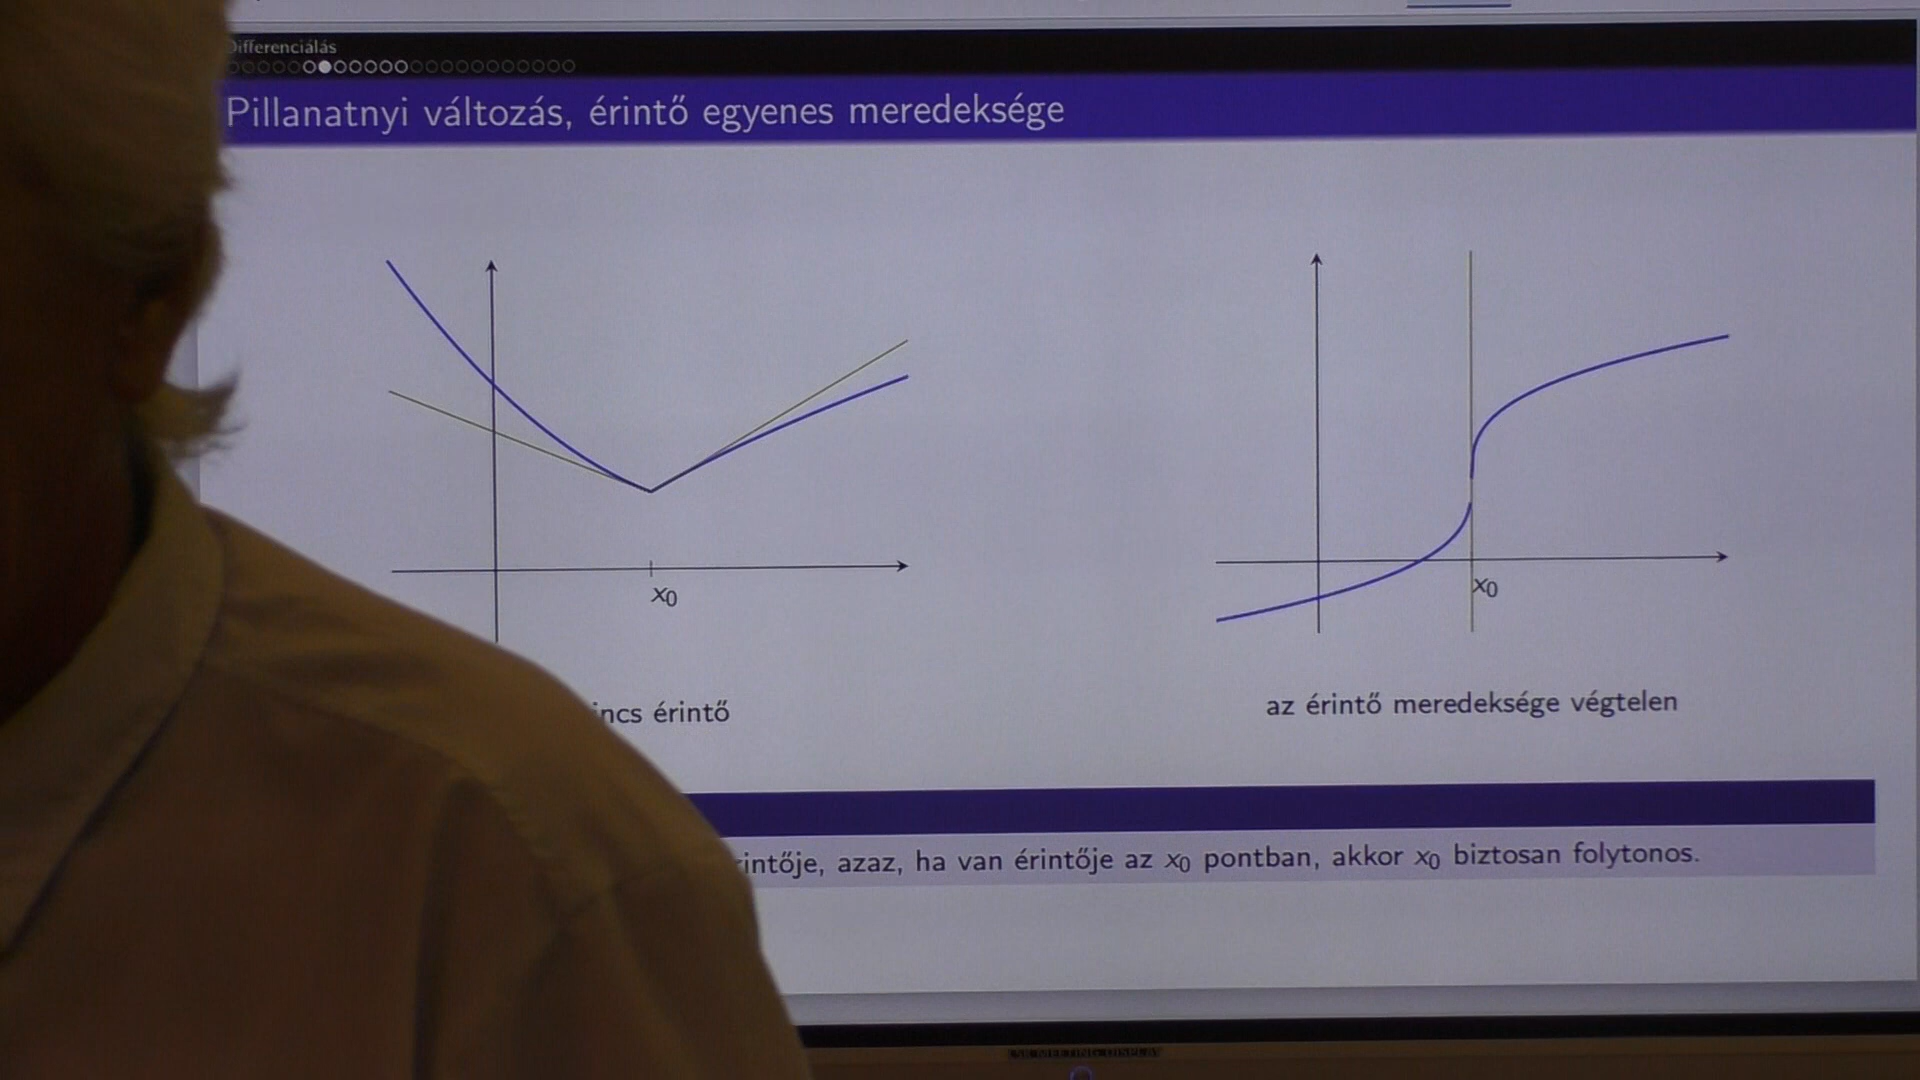 Differenciálás
Pillanatnyi változás, érintő egyenes meredeksége
x₀
x₀
incs érintő
az érintő meredeksége végtelen
rintője, azaz, ha van érintője az x₀ pontban, akkor x₀ biztosan folytonos.